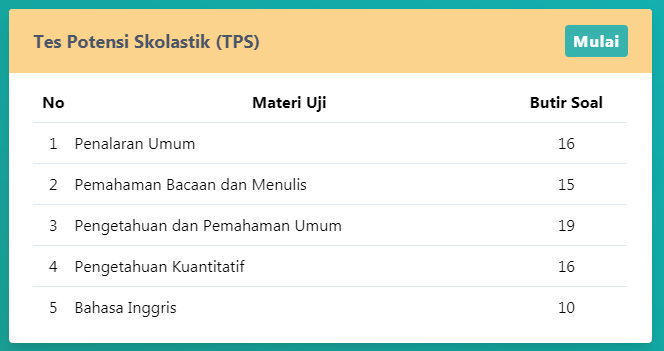 Tes Potensi Skolastik (TPS) Mulai
No Materi Uji Butir Soal
1 Penalaran Umum 16
2 Pemahaman Bacaan dan Menulis 15
3 Pengetahuan dan Pemahaman Umum 19
4 Pengetahuan Kuantitatif 16
5 Bahasa Inggris 10